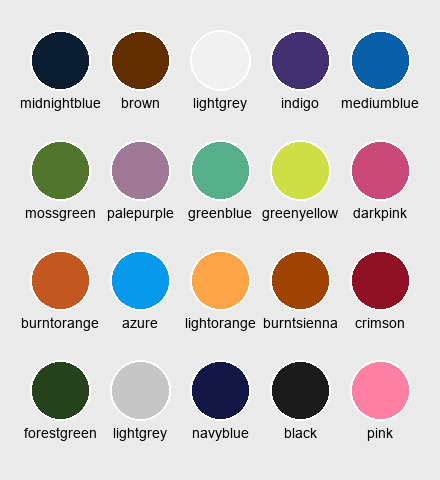 midnightblue brown lightgrey indigo mediumblue
mossgreen palepurple greenblue greenyellow darkpink
burntorange azure lightorange burntsienna crimson
forestgreen lightgrey navyblue black pink